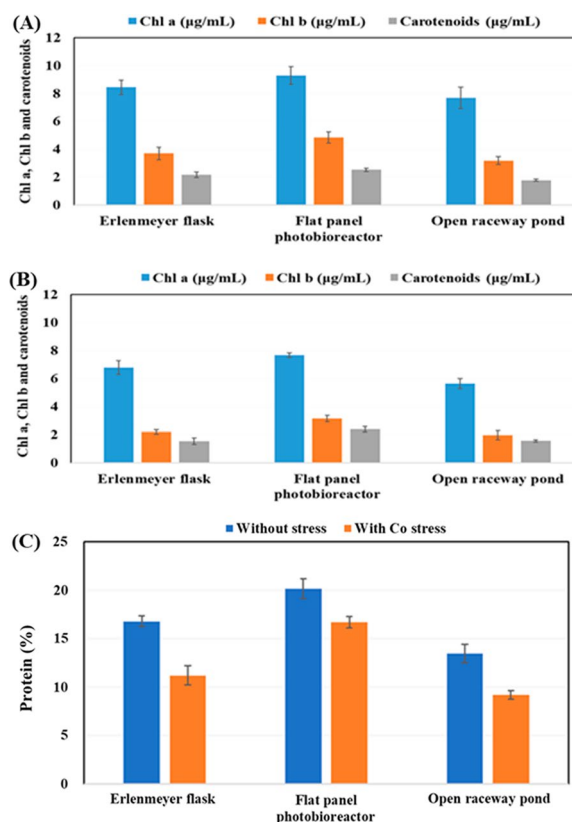 (A)
Chl a (µg/mL) Chl b (µg/mL) Carotenoids (µg/mL)
Chl a, Chl b and carotenoids
12
10
8
6
4
2
0
Erlenmeyer flask Flat panel photobioreactor Open raceway pond
(B)
Chl a (µg/mL) Chl b (µg/mL) Carotenoids (µg/mL)
Chl a, Chl b and carotenoids
12
10
8
6
4
2
0
Erlenmeyer flask Flat panel photobioreactor Open raceway pond
(C)
Without stress With Co stress
Protein (%)
25
20
15
10
5
0
Erlenmeyer flask Flat panel photobioreactor Open raceway pond